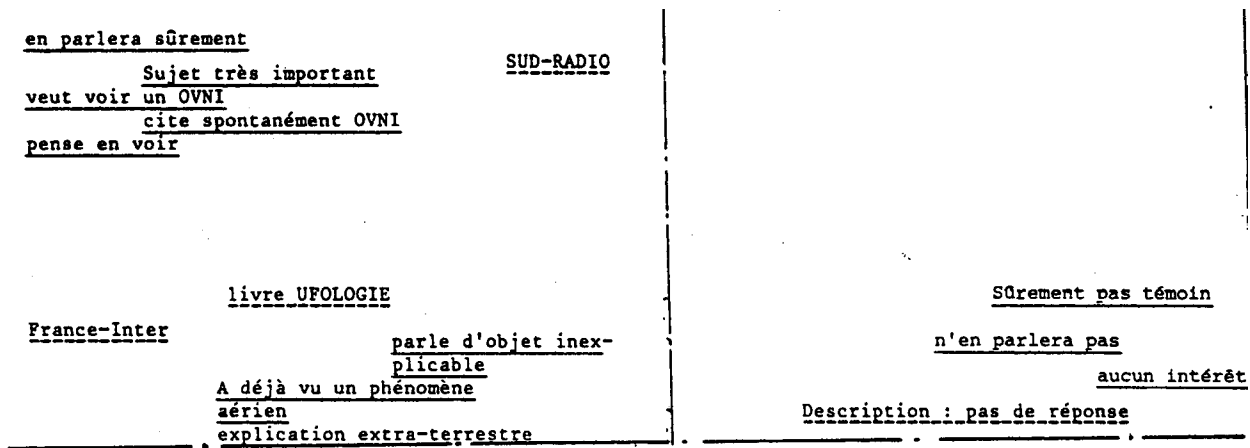 en parlera sûrement
SUD-RADIO
Sujet très important
veut voir un OVNI
cite spontanément OVNI
pense en voir
livre UFOLOGIE
Sûrement pas témoin
France-Inter
parle d'objet inex-
plicable
n'en parlera pas
aucun intérêt
A déjà vu un phénomène
aérien
Description : pas de réponse
explication extra-terrestre